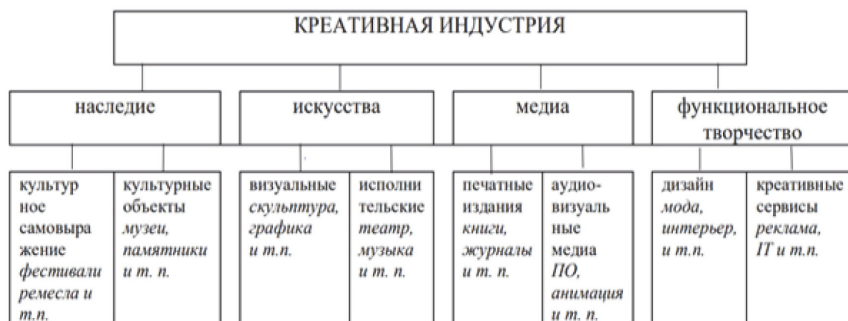 КРЕАТИВНАЯ ИНДУСТРИЯ
наследие
искусства
медиа
функциональное
творчество
культур
ное
самовыра
жение
фестивали
ремесла и
т.п.
культурные
объекты
музеи,
памятники
и т. п.
визуальные
скульптура,
графика
и т.п.
исполни
тельские
театр,
музыка
и т. п.
печатные
издания
книги,
журналы
и т. п.
аудио-
визуаль
ные
медиа
ПО,
анимация
и т. п.
дизайн
мода,
интерьер,
и т.п.
креативные
сервисы
реклама,
IT и т.п.